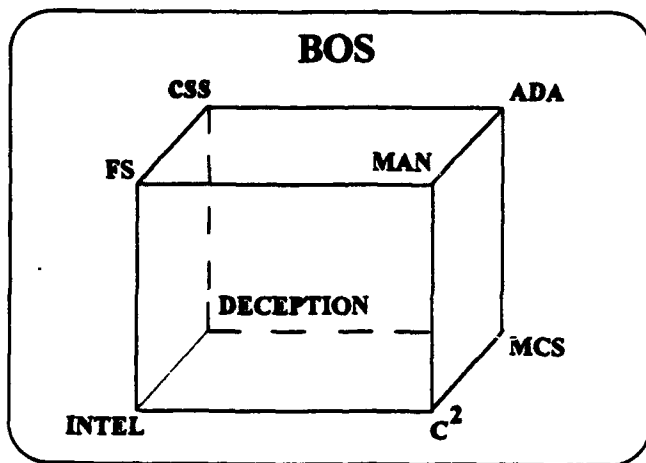 BOS
CSS
ADA
FS
MAN
DECEPTION
MCS
INTEL
C²